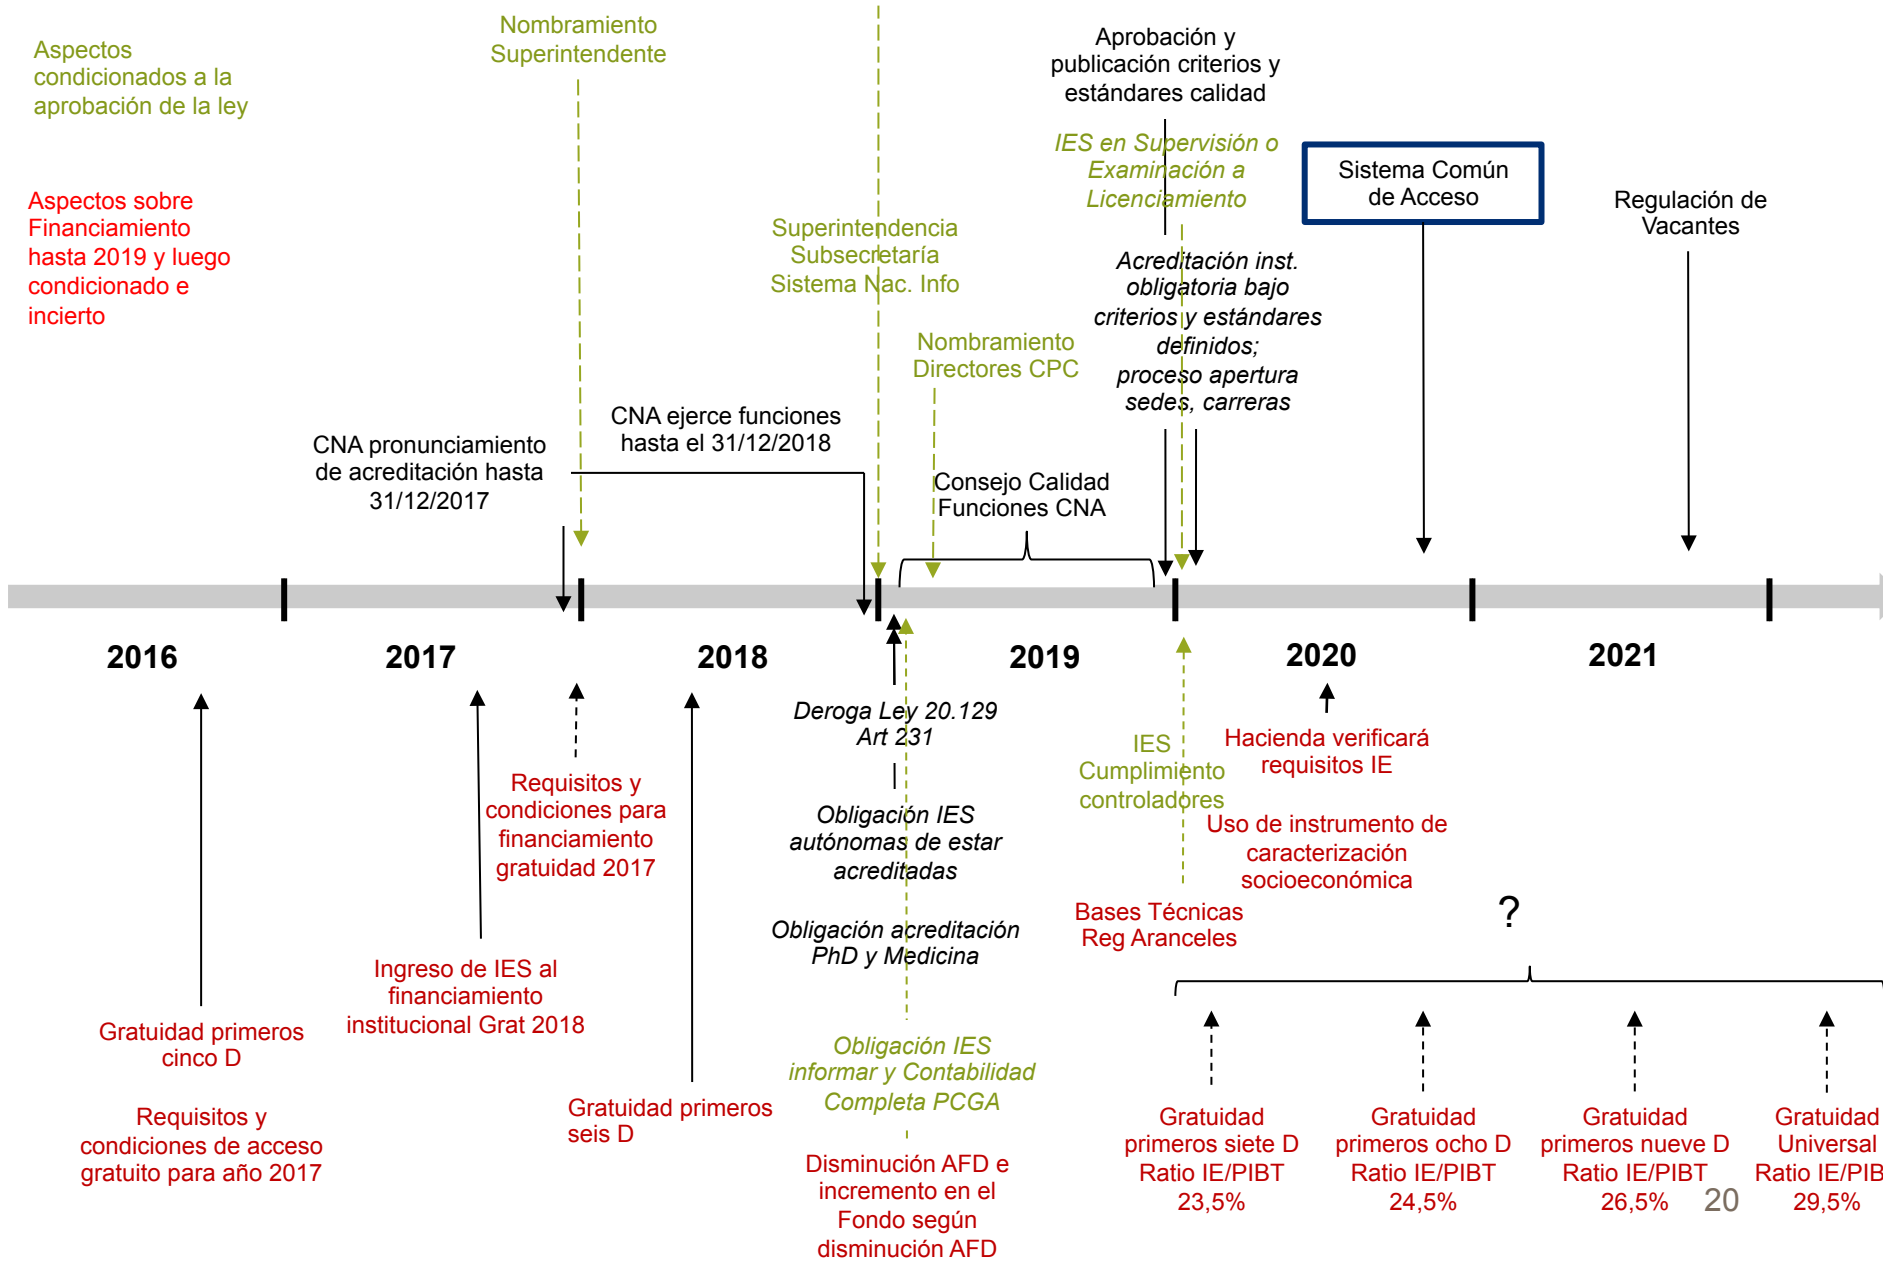 Aspectos
condicionados a la
aprobación de la ley
Nombramiento
Superintendente
Aprobación y
publicación criterios y
estándares calidad
IES en Supervisión o
Examinación a
Licenciamiento
Sistema Común
de Acceso
Regulación de
Vacantes
Aspectos sobre
Financiamiento
hasta 2019 y luego
condicionado e
incierto
Superintendencia
Subsecretaría
Sistema Nac. Info
Acreditación inst.
obligatoria bajo
criterios y estándares
definidos;
proceso apertura
sedes, carreras
Nombramiento
Directores CPC
CNA pronunciamiento
de acreditación hasta
31/12/2017
CNA ejerce funciones
hasta el 31/12/2018
Consejo Calidad
Funciones CNA
2016
2017
2018
2019
2020
2021
Deroga Ley 20.129
Art 231
Requisitos y
condiciones para
financiamiento
gratuidad 2017
IES
Cumplimiento
controladores
Hacienda verificará
requisitos IE
Uso de instrumento de
caracterización
socioeconómica
Obligación IES
autónomas de estar
acreditadas
Bases Técnicas
Reg Aranceles
?
Obligación acreditación
PhD y Medicina
Ingreso de IES al
financiamiento
institucional Grat 2018
Gratuidad primeros
cinco D
Requisitos y
condiciones de acceso
gratuito para año 2017
Gratuidad primeros
seis D
Obligación IES
informar y Contabilidad
Completa PCGA
Disminución AFD e
incremento en el
Fondo según
disminución AFD
Gratuidad
primeros siete D
Ratio IE/PIBT
23,5%
Gratuidad
primeros ocho D
Ratio IE/PIBT
24,5%
Gratuidad
primeros nueve D
Ratio IE/PIBT
26,5%
Gratuidad
Universal
Ratio IE/PIB
29,5%
20